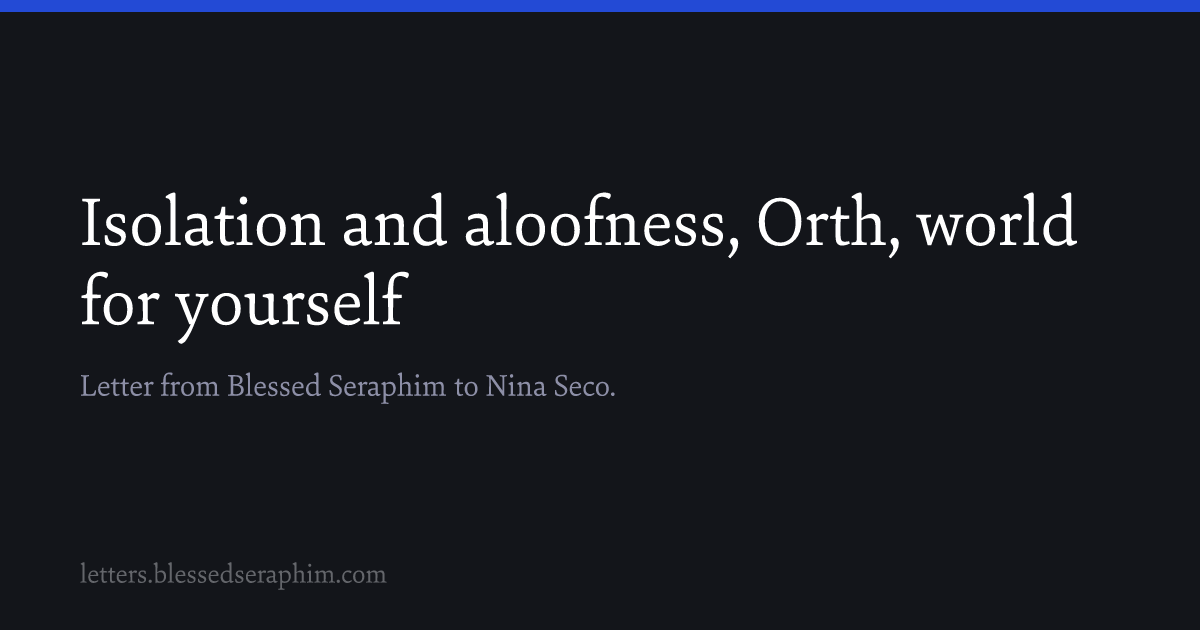 Isolation and aloofness, Orth, world
for yourself
Letter from Blessed Seraphim to Nina Seco.
letters.blessedseraphim.com